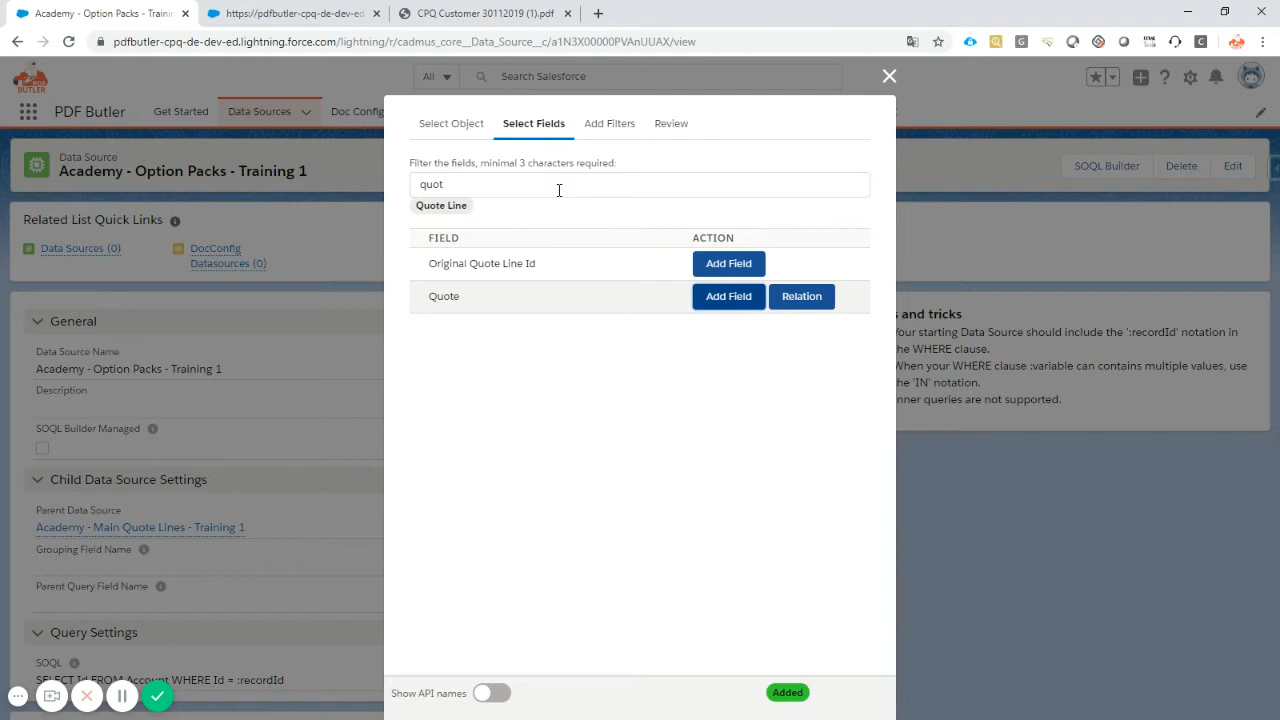 Academy - Option Packs - Trainin
https://pdfbutler-cpq-de-dev-ed
CPQ Customer 30112019 (1).pdf
pdfbutler-cpq-de-dev-ed.lightning.force.com/lightning/r/cadmus_core__Data_Source__c/a1N3X00000PVAnUUAX/view
All
Search Salesforce
BUTLER
PDF Butler
Get Started
Data Sources
Doc Config
Data Source
Academy - Option Packs - Training 1
SOQL Builder
Delete
Edit
Related List Quick Links
Data Sources (0)
DocConfig
Datasources (0)
General
Data Source Name
Academy - Option Packs - Training 1
Description
SOQL Builder Managed
Child Data Source Settings
Parent Data Source
Academy - Main Quote Lines - Training 1
Grouping Field Name
Parent Query Field Name
Query Settings
SOQL
SELECT Id FROM Account WHERE Id = :recordId
Select Object
Select Fields
Add Filters
Review
Filter the fields, minimal 3 characters required:
quot
Quote Line
FIELD ACTION
Original Quote Line Id Add Field
Quote Add Field Relation
Show API names
Added
s and tricks
Your starting Data Source should include the ':recordId' notation in
he WHERE clause.
When your WHERE clause :variable can contains multiple values, use
he 'IN' notation.
nner queries are not supported.